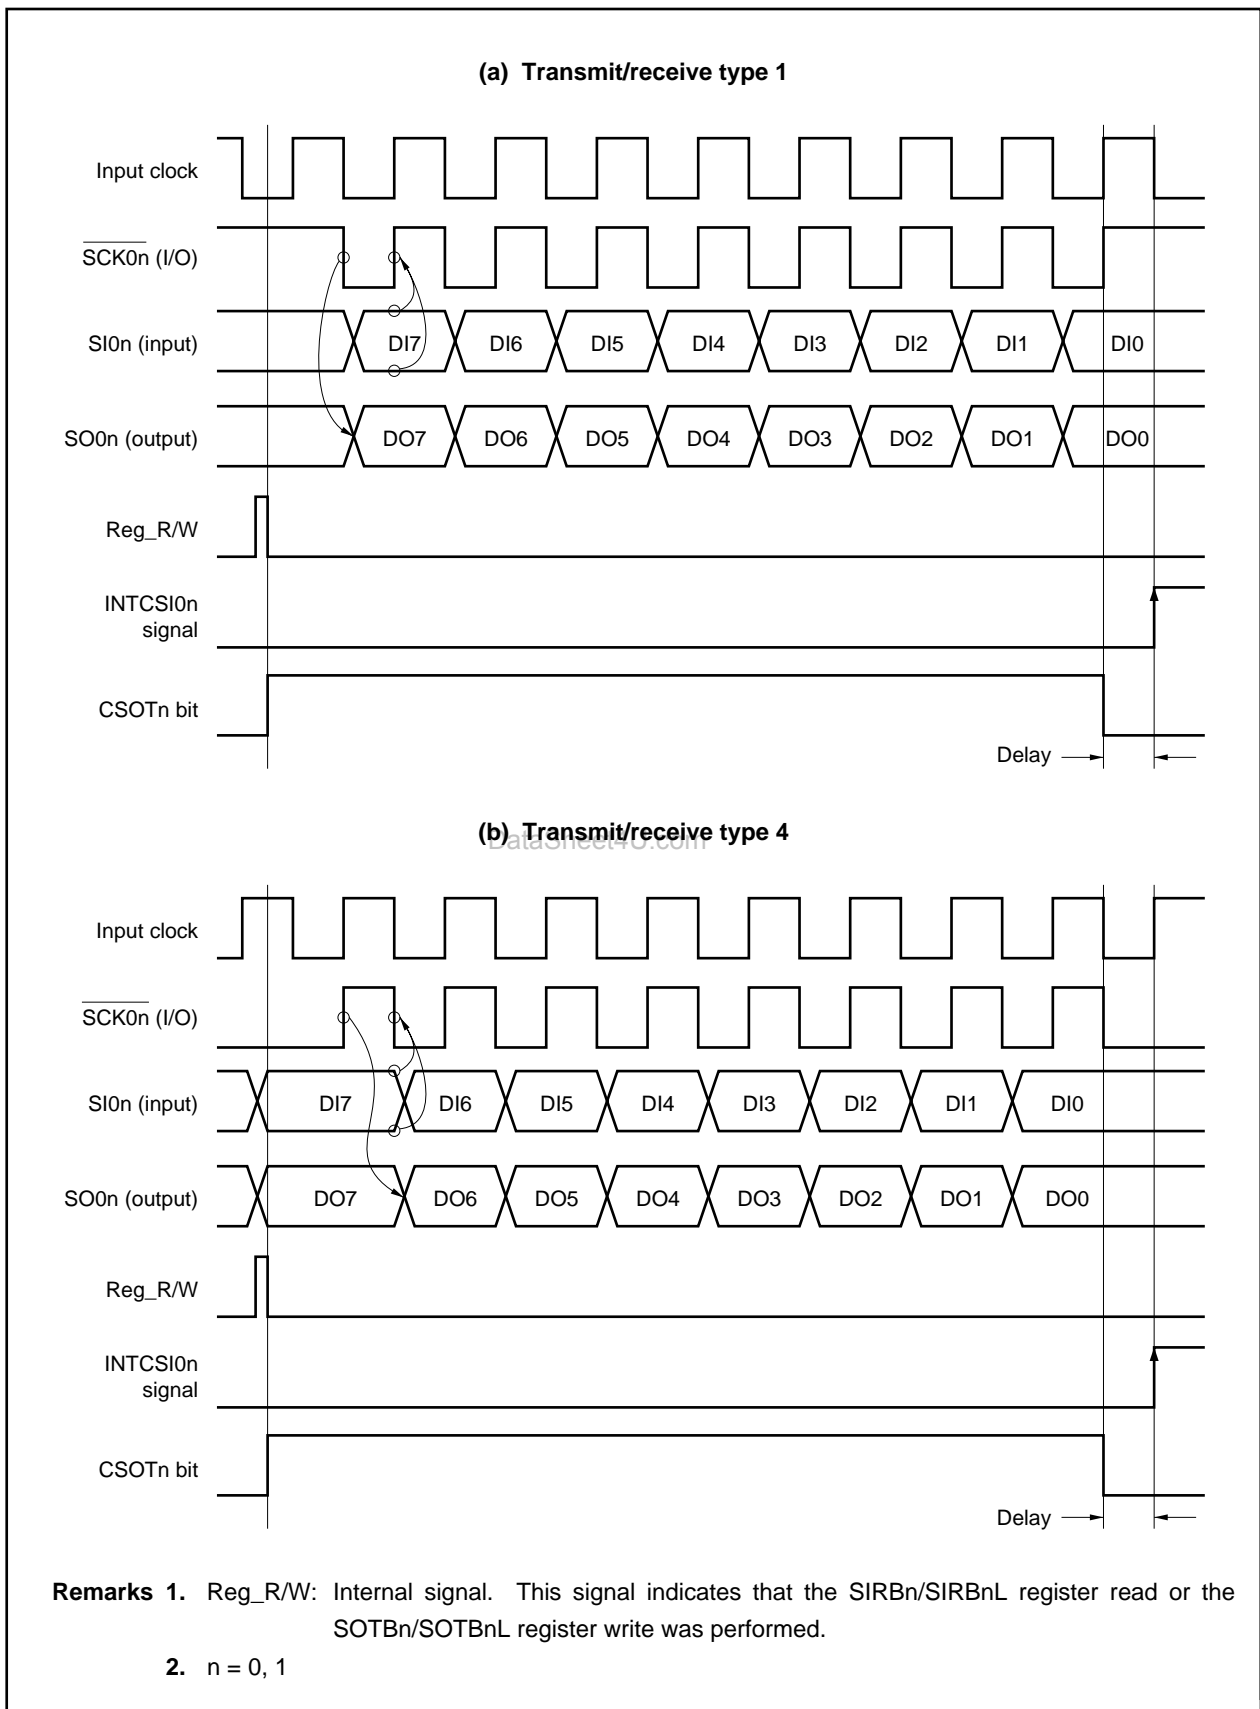 (a) Transmit/receive type 1
Input clock
SCK0n (I/O)
SI0n (input)
DI7 DI6 DI5 DI4 DI3 DI2 DI1 DI0
SO0n (output)
DO7 DO6 DO5 DO4 DO3 DO2 DO1 DO0
Reg_R/W
INTCSI0n
signal
CSOTn bit
Delay
(b) Transmit/receive type 4
DataSheet4U.com
Input clock
SCK0n (I/O)
SI0n (input)
DI7 DI6 DI5 DI4 DI3 DI2 DI1 DI0
SO0n (output)
DO7 DO6 DO5 DO4 DO3 DO2 DO1 DO0
Reg_R/W
INTCSI0n
signal
CSOTn bit
Delay
Remarks 1. Reg_R/W: Internal signal. This signal indicates that the SIRBn/SIRBnL register read or the
SOTBn/SOTBnL register write was performed.
2. n = 0, 1